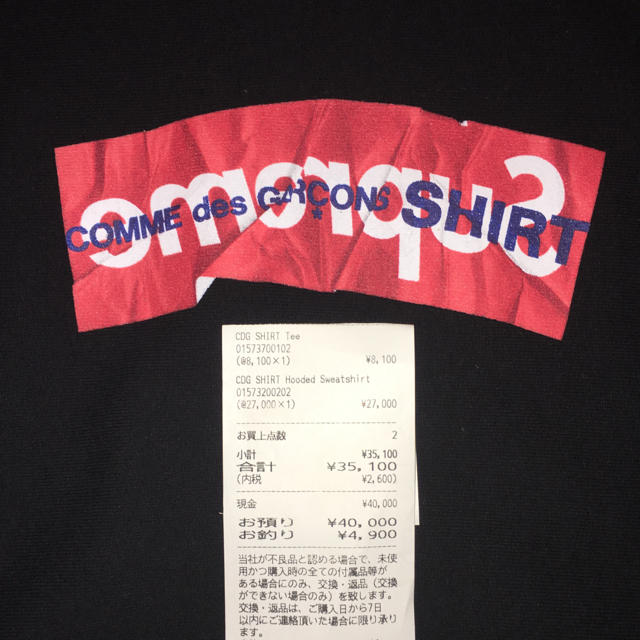 Supreme
COMME des GARÇONS SHIRT
CDG SHIRT Tee
01573700102
(@8,100×1) ¥8,100
CDG SHIRT Hooded Sweatshirt
01573200202
(@27,000×1) ¥27,000
お買上点数 2
小計 ¥35,100
合計 ¥35,100
(内税 ¥2,600)
現金 ¥40,000
お預り ¥40,000
お釣り ¥4,900
当社が不良品と認める場合で、未使
用かつ購入時の全ての付属品等が
ある場合にのみ、交換・返品（交換
ができない場合のみ）を致します。
交換・返品は、ご購入日から7日
以内にご連絡頂いた場合に限り承り
ます。